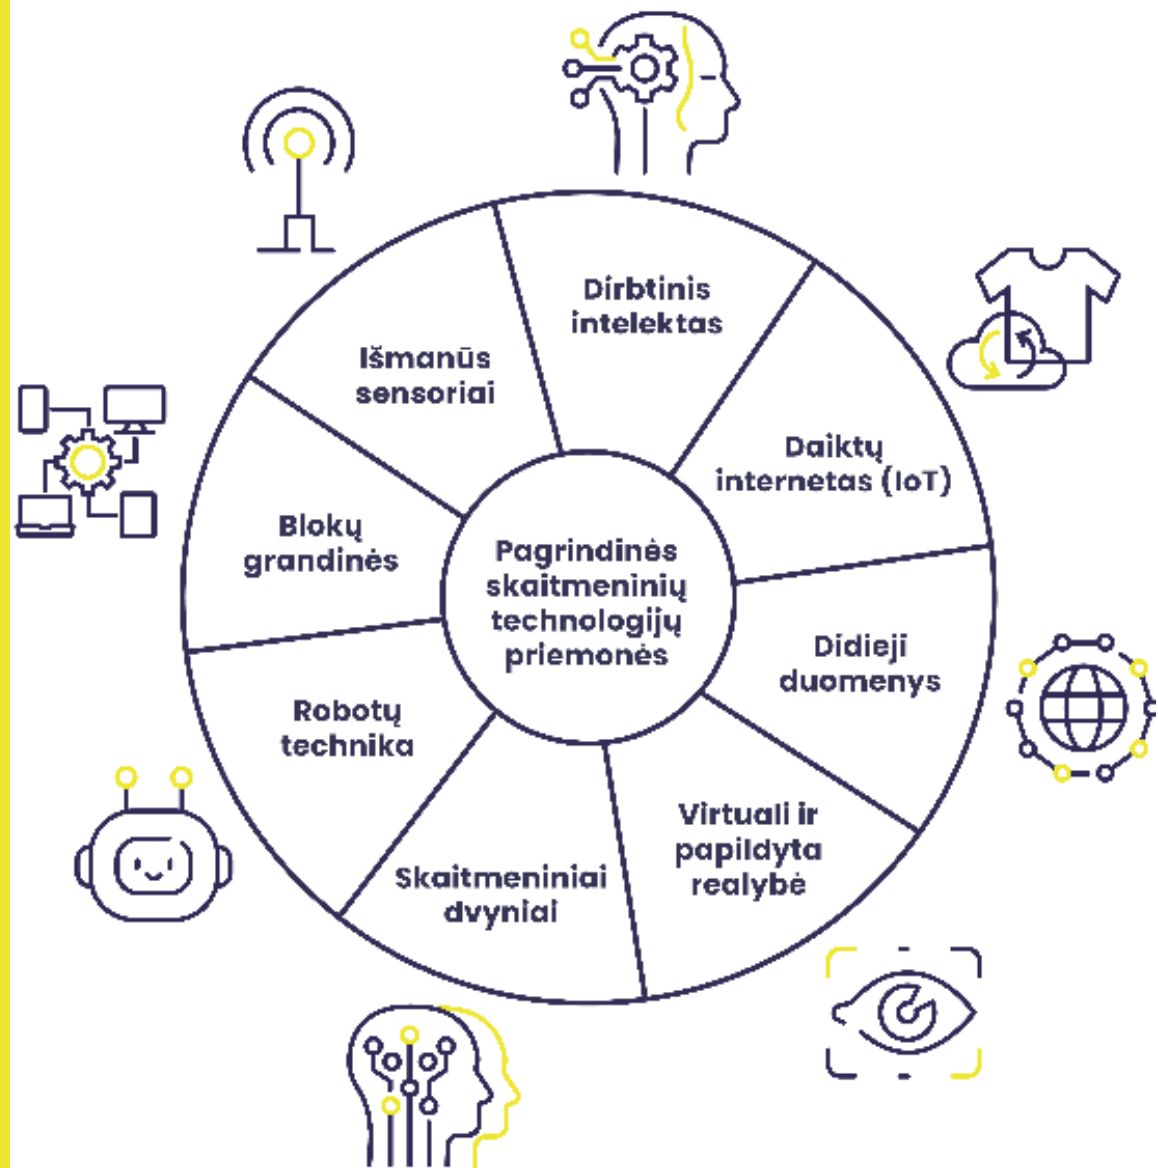 Dirbtinis
intelektas
Daiktų
internetas (IoT)
Didieji
duomenys
Virtuali ir
papildyta
realybė
Skaitmeniniai
dvyniai
Robotų
technika
Blokų
grandinės
Išmanūs
sensoriai
Pagrindinės
skaitmeninių
technologijų
priemonės